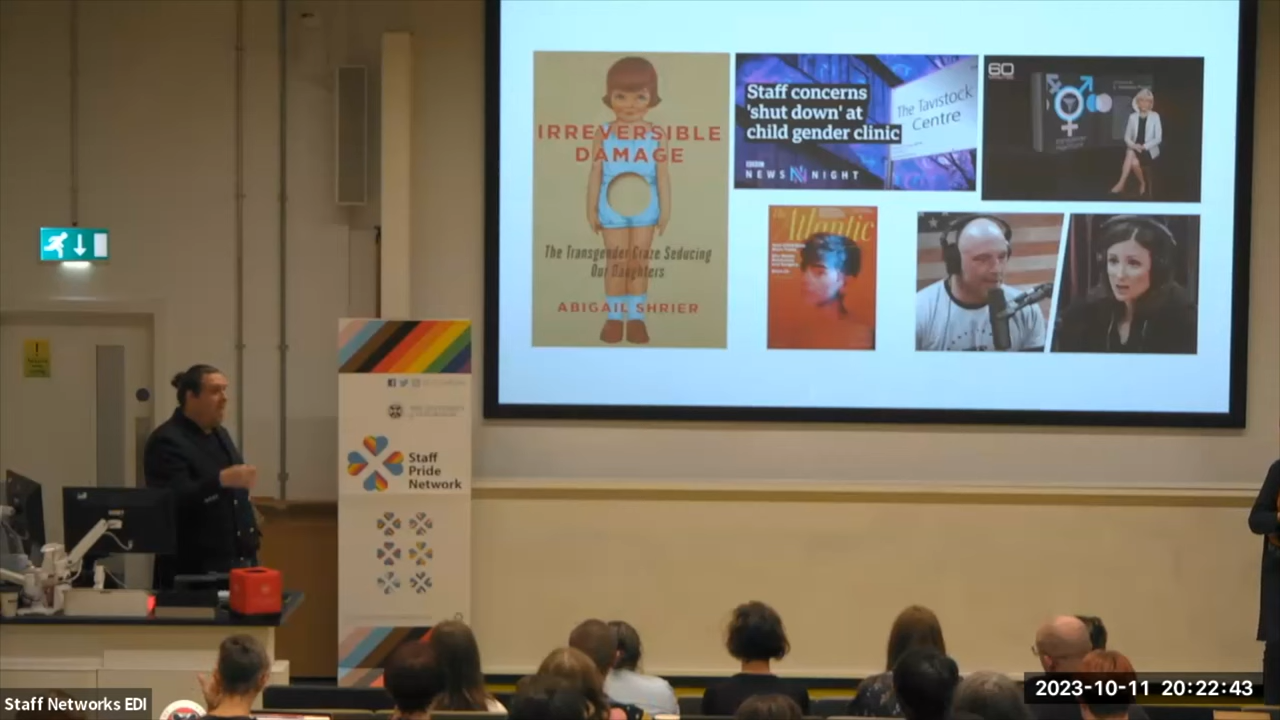 IRREVERSIBLE
DAMAGE
The Transgender Craze Seducing
Our Daughters
ABIGAIL SHRIER
Staff concerns
'shut down' at
child gender clinic
BBC
NEWSNIGHT
The Tavistock
Centre
60
The Atlantic
Staff
Pride
Network
Staff Networks EDI
2023-10-11 20:22:43